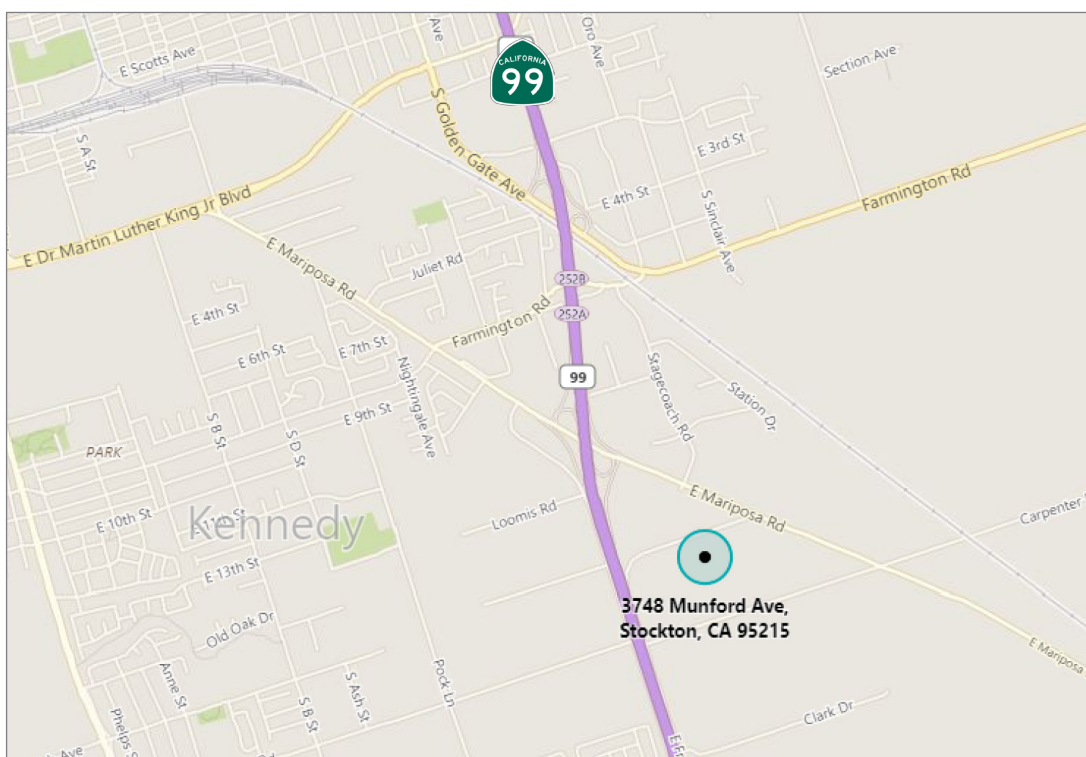 E Scotts Ave
S A St
E Dr Martin Luther King Jr Blvd
S Golden Gate Ave
CALIFORNIA
99
Oro Ave
Section Ave
E 3rd St
E 4th St
S Sinclair Ave
Farmington Rd
E Mariposa Rd
Juliet Rd
252B
252A
Farmington Rd
E 4th St
E 6th St
E 7th St
Nightingale Ave
99
Stagecoach Rd
Station Dr
E 9th St
S B St
S D St
PARK
E 10th St
E 11th St
Kennedy
E 13th St
Loomis Rd
E Mariposa Rd
Carpenter
3748 Munford Ave,
Stockton, CA 95215
Old Oak Dr
Anne St
Phelps S
S B St
S Ash St
Pock Ln
E Mariposa
Clark Dr
Ave